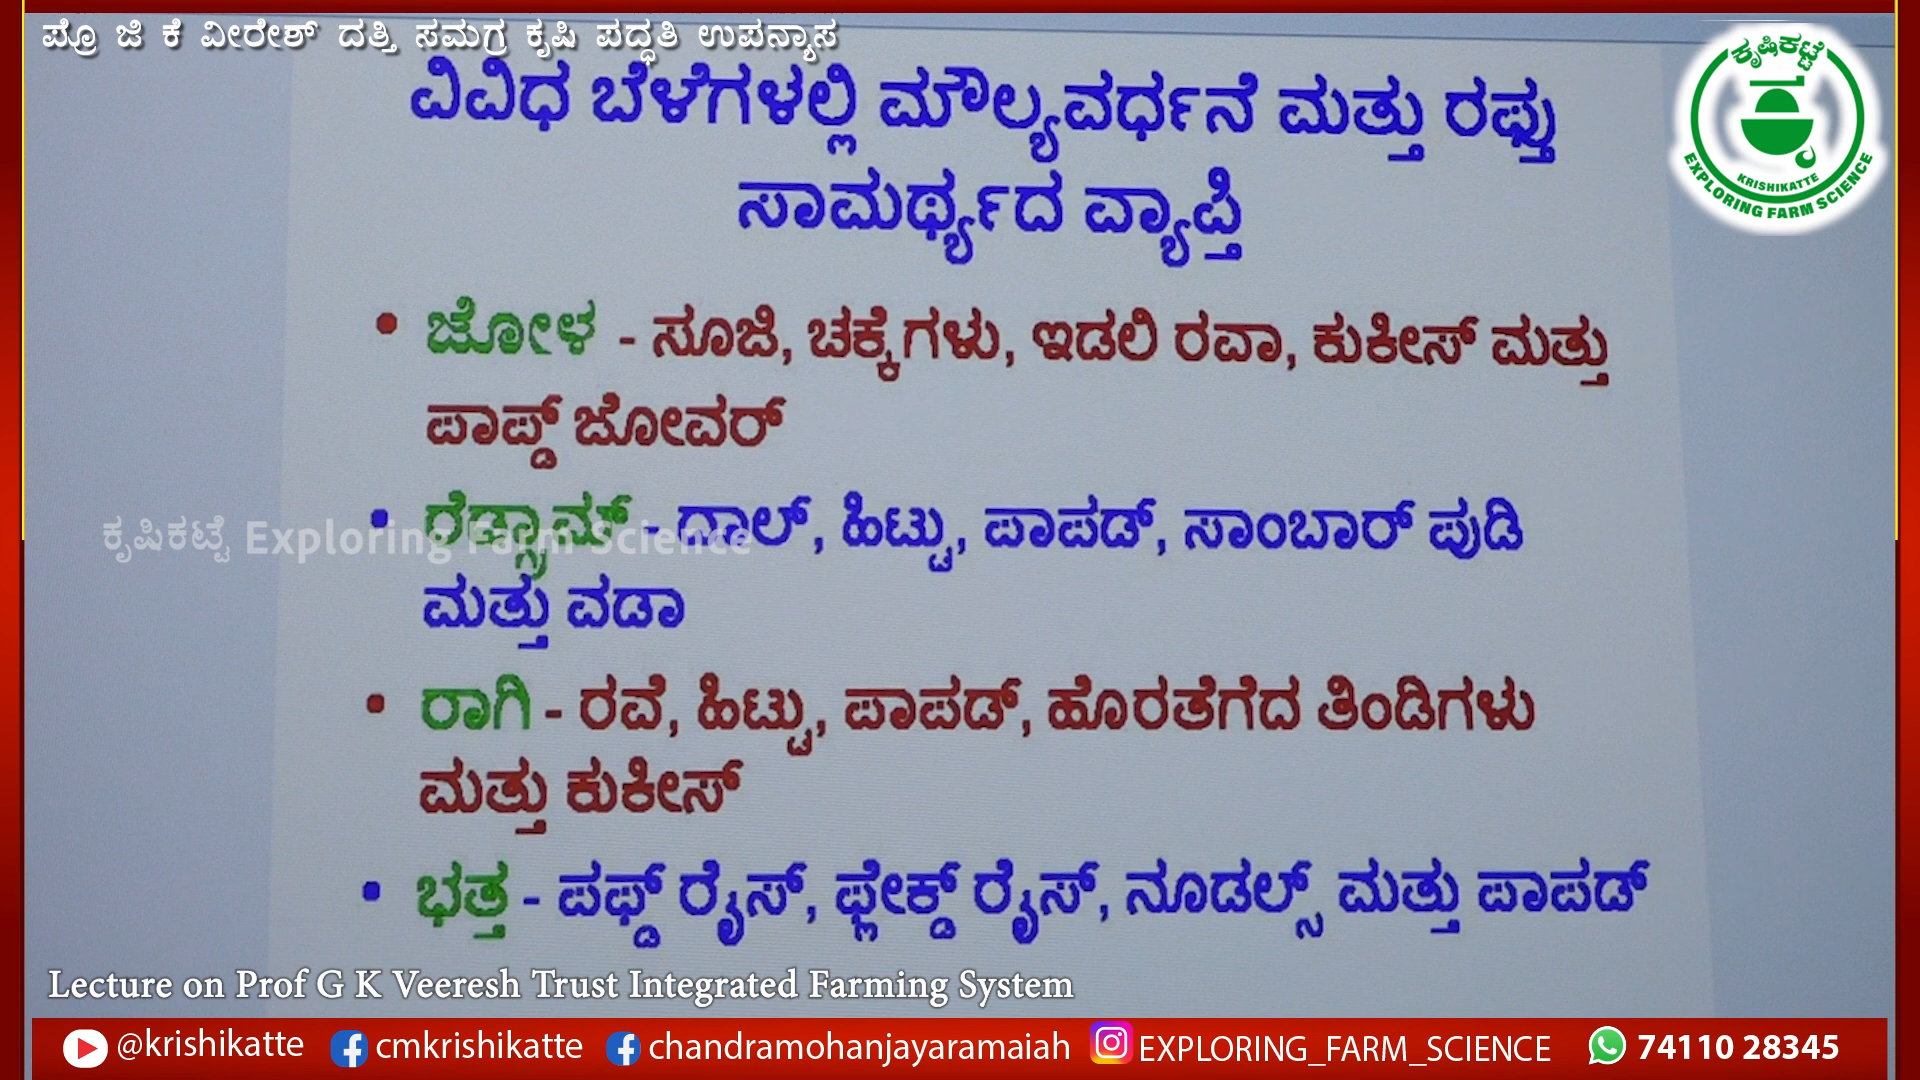 ಪ್ರೊ ಜಿ ಕೆ ವೀರೇಶ್ ದತ್ತಿ ಸಮಗ್ರ ಕೃಷಿ ಪದ್ಧತಿ ಉಪನ್ಯಾಸ
ವಿವಿಧ ಬೆಳೆಗಳಲ್ಲಿ ಮೌಲ್ಯವರ್ಧನೆ ಮತ್ತು ರಫ್ತು
ಸಾಮರ್ಥ್ಯದ ವ್ಯಾಪ್ತಿ
ಕೃಷಿಕಟ್ಟೆ
KRISHIKATTE
EXPLORING FARM SCIENCE
• ಜೋಳ - ಸೂಜಿ, ಚಕ್ಕೆಗಳು, ಇಡಲಿ ರವಾ, ಕುಕೀಸ್ ಮತ್ತು
ಪಾಪ್ಡ್ ಜೋವರ್
• ರೆಡ್ಗ್ರಾಮ್ - ದಾಲ್, ಹಿಟ್ಟು, ಪಾಪಡ್, ಸಾಂಬಾರ್ ಪುಡಿ
ಕೃಷಿಕಟ್ಟೆ Exploring Farm Science
ಮತ್ತು ವಡಾ
• ರಾಗಿ - ರವೆ, ಹಿಟ್ಟು, ಪಾಪಡ್, ಹೊರತೆಗೆದ ತಿಂಡಿಗಳು
ಮತ್ತು ಕುಕೀಸ್
• ಭತ್ತ - ಪಫ್ಡ್ ರೈಸ್, ಫ್ಲೇಕ್ಡ್ ರೈಸ್, ನೂಡಲ್ಸ್ ಮತ್ತು ಪಾಪಡ್
Lecture on Prof G K Veeresh Trust Integrated Farming System
@krishikatte cmkrishikatte chandramohanjayaramaiah EXPLORING_FARM_SCIENCE 74110 28345